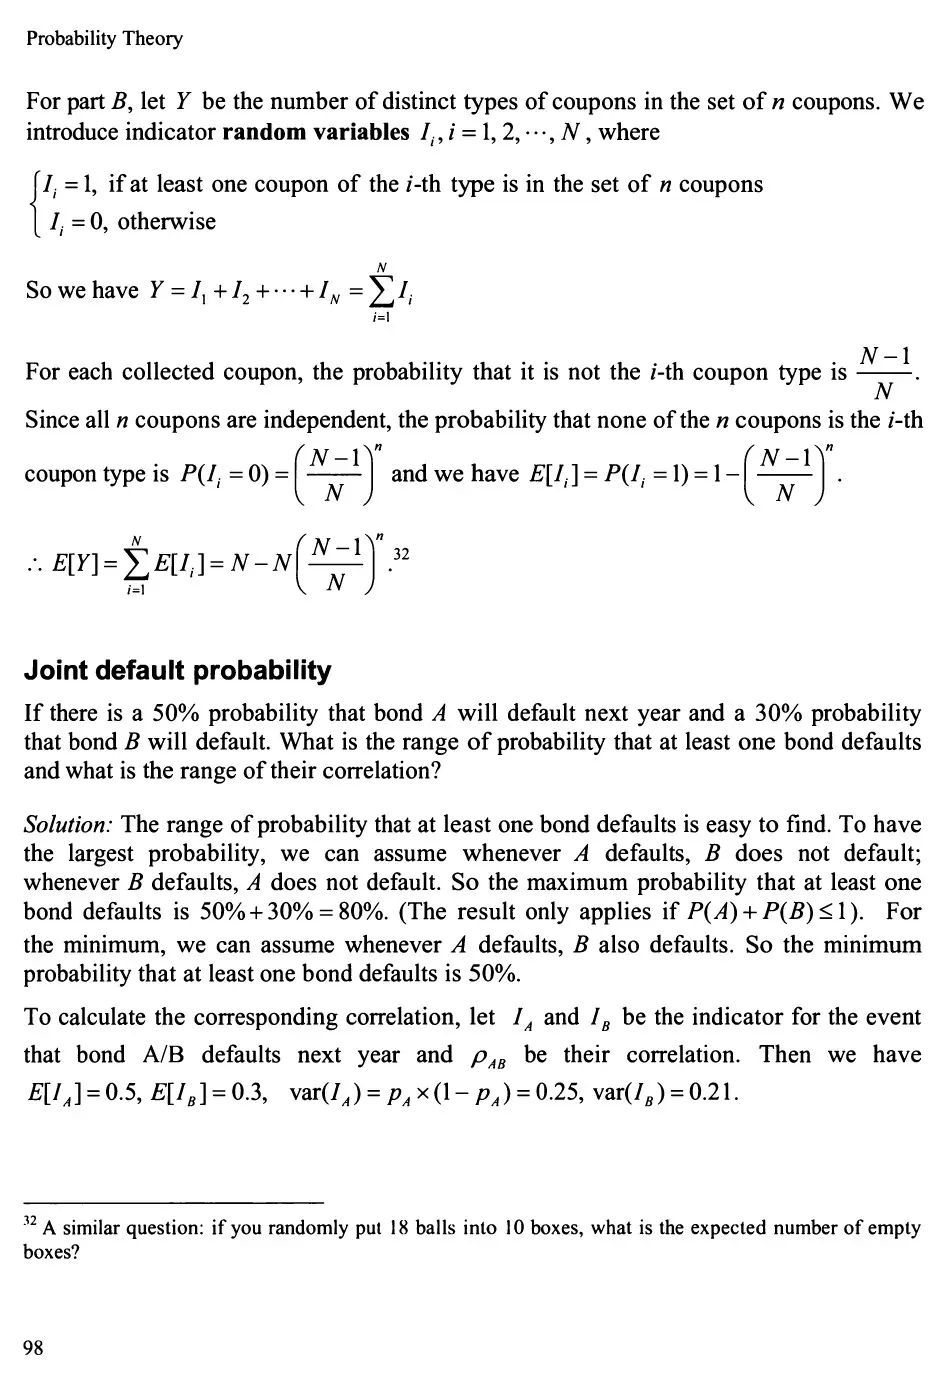 Probability Theory
For part B, let Y be the number of distinct types of coupons in the set of n coupons. We
introduce indicator random variables I_i, i = 1, 2, ⋯, N , where
{ I_i = 1, if at least one coupon of the i-th type is in the set of n coupons
I_i = 0, otherwise
So we have Y = I_1 + I_2 + ⋯ + I_N = ∑_{i=1}^{N} I_i
For each collected coupon, the probability that it is not the i-th coupon type is (N−1)/N.
Since all n coupons are independent, the probability that none of the n coupons is the i-th
coupon type is P(I_i = 0) = ((N−1)/N)^n and we have E[I_i] = P(I_i = 1) = 1 − ((N−1)/N)^n.
∴ E[Y] = ∑_{i=1}^{N} E[I_i] = N − N((N−1)/N)^n.³²
Joint default probability
If there is a 50% probability that bond A will default next year and a 30% probability
that bond B will default. What is the range of probability that at least one bond defaults
and what is the range of their correlation?
Solution: The range of probability that at least one bond defaults is easy to find. To have
the largest probability, we can assume whenever A defaults, B does not default;
whenever B defaults, A does not default. So the maximum probability that at least one
bond defaults is 50% + 30% = 80%. (The result only applies if P(A) + P(B) ≤ 1). For
the minimum, we can assume whenever A defaults, B also defaults. So the minimum
probability that at least one bond defaults is 50%.
To calculate the corresponding correlation, let I_A and I_B be the indicator for the event
that bond A/B defaults next year and ρ_AB be their correlation. Then we have
E[I_A] = 0.5, E[I_B] = 0.3, var(I_A) = p_A × (1 − p_A) = 0.25, var(I_B) = 0.21.
³² A similar question: if you randomly put 18 balls into 10 boxes, what is the expected number of empty
boxes?
98